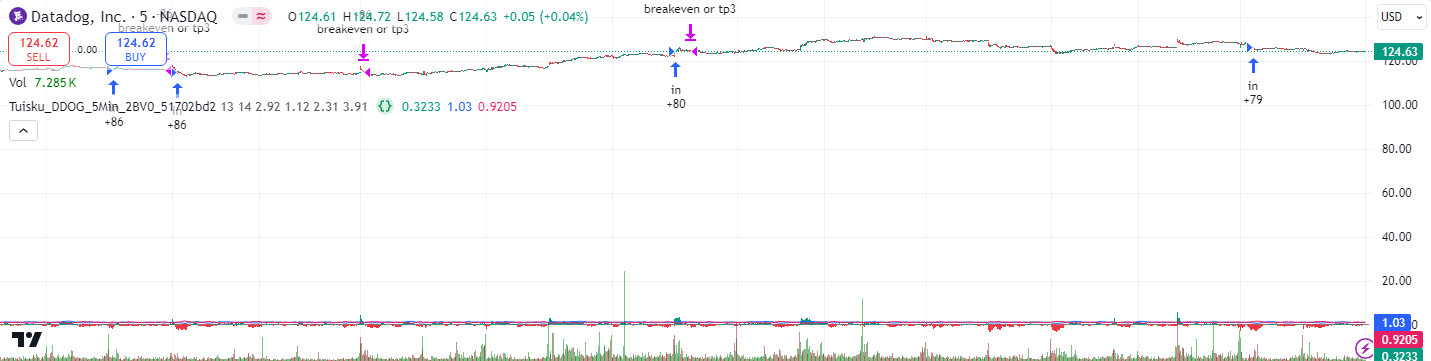 Datadog, Inc. · 5 · NASDAQ O124.61 H124.72 L124.58 C124.63 +0.05 (+0.04%)
breakeven or tp3
USD
breakeven or tp3
breakeven or tp3
124.62 SELL
0.00
124.62 BUY
124.63
120.00
Vol 7.285 K
in
+80
in
+79
Tuisku_DDOG_5Min_2BV0_51702bd2 13 14 2.92 1.12 2.31 3.91 {} 0.3233 1.03 0.9205
100.00
+86
in
+86
80.00
60.00
40.00
20.00
1.03
0.9205
0.3233